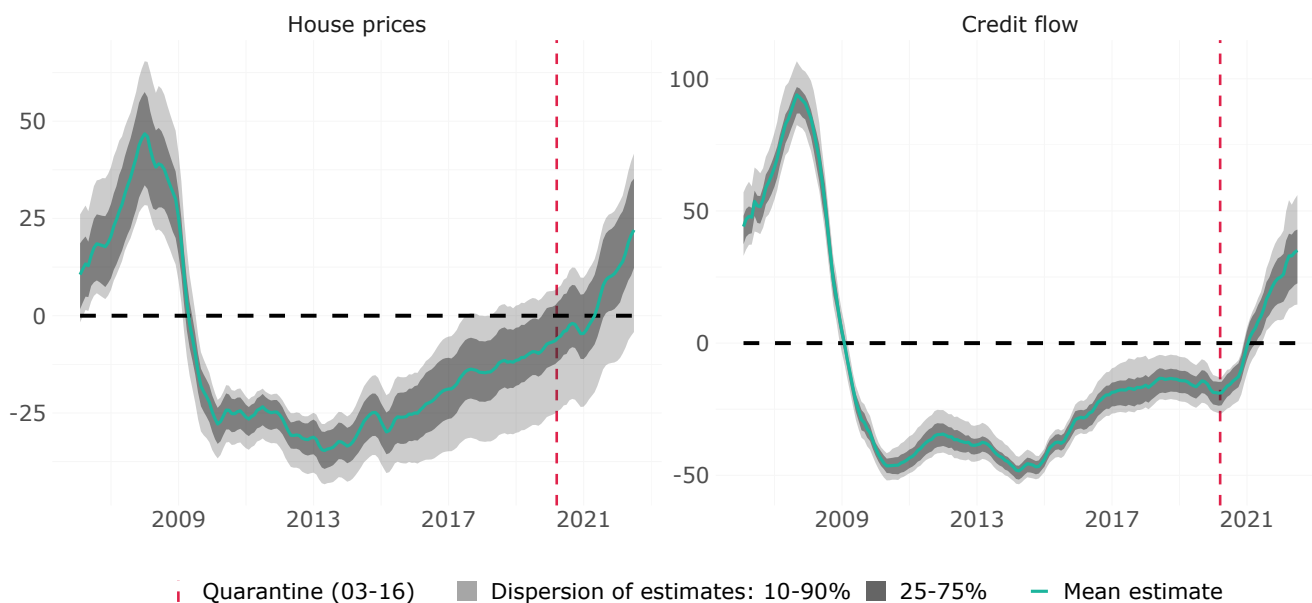 House prices
Credit flow
50
25
0
-25
2009 2013 2017 2021
100
50
0
-50
2009 2013 2017 2021
Quarantine (03-16) Dispersion of estimates: 10-90% 25-75% Mean estimate